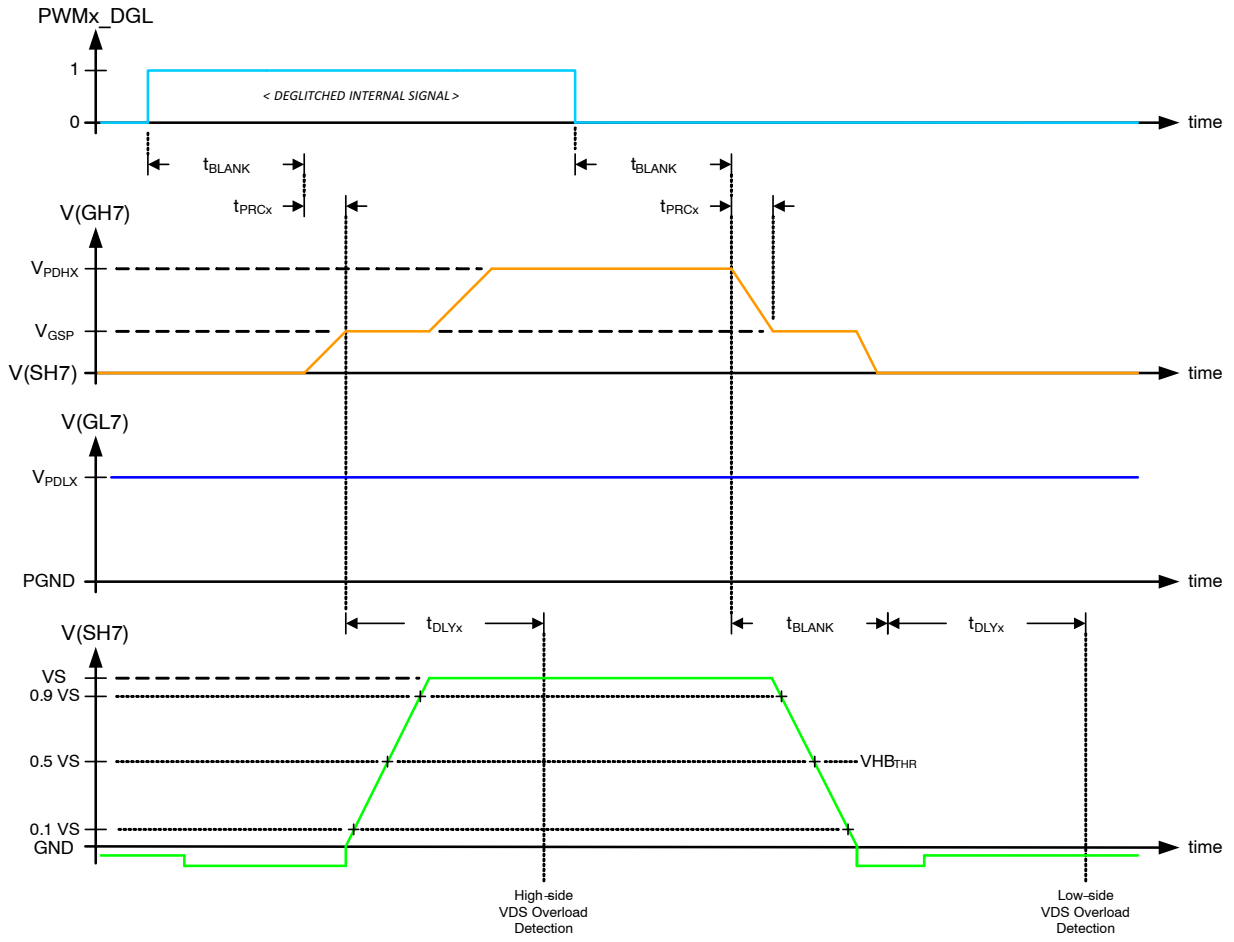 PWMx_DGL
1
< DEGLITCHED INTERNAL SIGNAL >
0
time
tBLANK
tBLANK
tPRCx
tPRCx
V(GH7)
VPDHX
VGSP
V(SH7)
time
V(GL7)
VPDLX
PGND
time
tDLYx
tBLANK
tDLYx
V(SH7)
VS
0.9 VS
0.5 VS
VHBTHR
0.1 VS
GND
time
High-side
VDS Overload
Detection
Low-side
VDS Overload
Detection